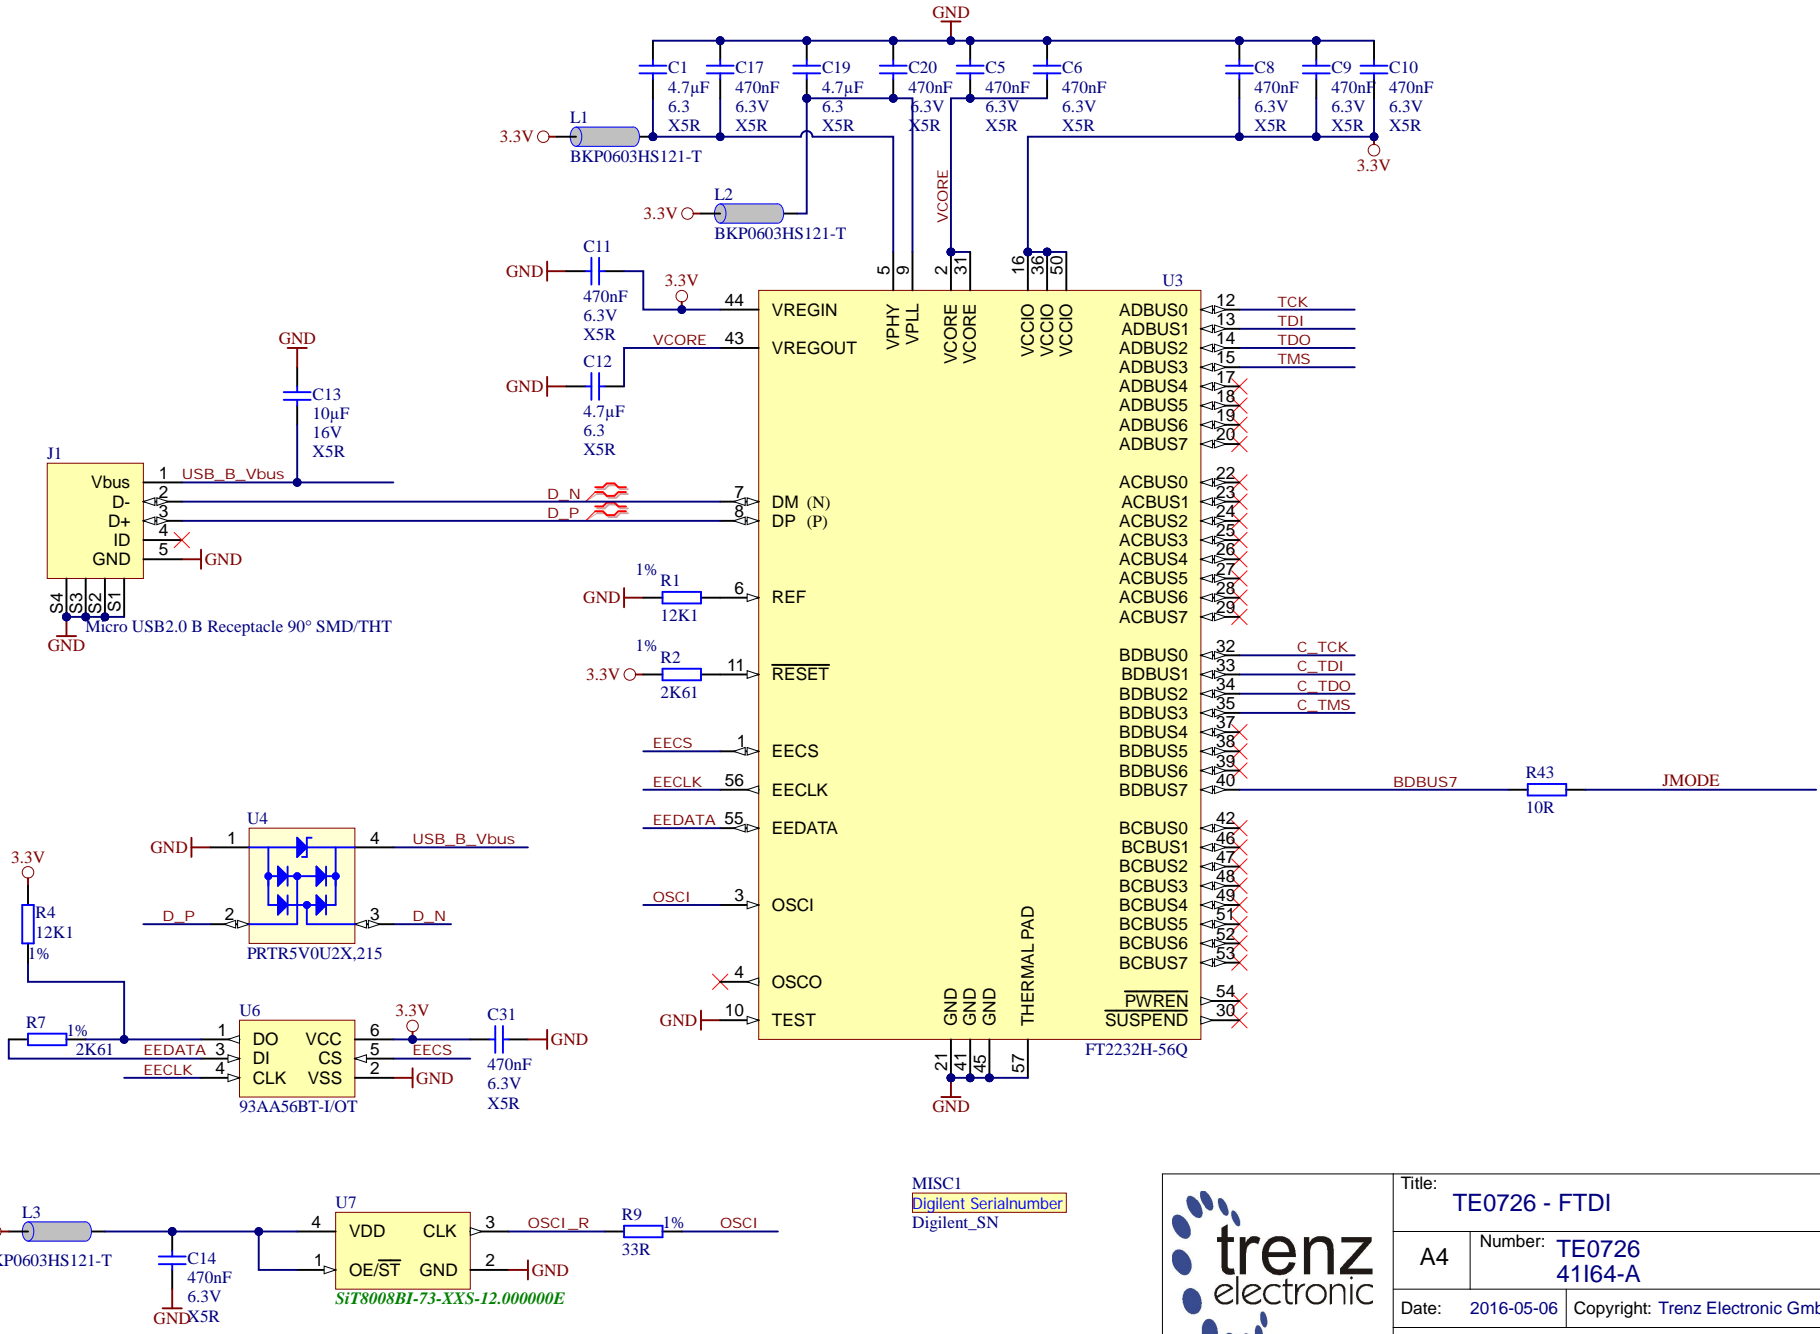 GND
C1
4.7µF
6.3
X5R
C17
470nF
6.3V
X5R
C19
4.7µF
6.3
X5R
C20
470nF
6.3V
X5R
C5
470nF
6.3V
X5R
C6
470nF
6.3V
X5R
C8
470nF
6.3V
X5R
C9
470nF
6.3V
X5R
C10
470nF
6.3V
X5R
3.3V
L1
BKP0603HS121-T
3.3V
3.3V
L2
BKP0603HS121-T
VCORE
GND
C11
470nF
6.3V
X5R
3.3V
VCORE
GND
C12
4.7µF
6.3
X5R
GND
C13
10µF
16V
X5R
J1
Vbus 1 USB_B_Vbus
D- 2
D+ 3
ID 4
GND 5 GND
S4 S3 S2 S1
GND
Micro USB2.0 B Receptacle 90° SMD/THT
D_N
D_P
1%
R1
GND
12K1
1%
R2
3.3V
2K61
EECS
EECLK
EEDATA
OSCI
GND
U3
5 9 2 31 16 36 50
VPHY VPLL VCORE VCORE VCCIO VCCIO VCCIO
44 VREGIN
43 VREGOUT
7 DM (N)
8 DP (P)
6 REF
11 RESET
1 EECS
56 EECLK
55 EEDATA
3 OSCI
4 OSCO
10 TEST
ADBUS0 12 TCK
ADBUS1 13 TDI
ADBUS2 14 TDO
ADBUS3 15 TMS
ADBUS4 17
ADBUS5 18
ADBUS6 19
ADBUS7 20
ACBUS0 22
ACBUS1 23
ACBUS2 24
ACBUS3 25
ACBUS4 26
ACBUS5 27
ACBUS6 28
ACBUS7 29
BDBUS0 32 C_TCK
BDBUS1 33 C_TDI
BDBUS2 34 C_TDO
BDBUS3 35 C_TMS
BDBUS4 37
BDBUS5 38
BDBUS6 39
BDBUS7 40 BDBUS7
R43
10R
JMODE
BCBUS0 42
BCBUS1 46
BCBUS2 47
BCBUS3 48
BCBUS4 49
BCBUS5 51
BCBUS6 52
BCBUS7 53
PWREN 54
SUSPEND 30
GND GND GND THERMAL PAD
21 41 45 57
GND
FT2232H-56Q
U4
GND 1
4 USB_B_Vbus
D_P 2
3 D_N
PRTR5V0U2X,215
3.3V
R4
12K1
1%
R7
1%
2K61
U6
1 DO VCC 6
EEDATA 3 DI CS 5 EECS
EECLK 4 CLK VSS 2 GND
93AA56BT-I/OT
3.3V
C31
GND
470nF
6.3V
X5R
L3
KP0603HS121-T
C14
470nF
6.3V
X5R
GND
U7
4 VDD CLK 3 OSCI_R
1 OE/ST GND 2 GND
SiT8008BI-73-XXS-12.000000E
R9
1%
33R
OSCI
MISC1
Digilent Serialnumber
Digilent_SN
trenz
electronic
Title:
TE0726 - FTDI
A4
Number: TE0726
41I64-A
Date: 2016-05-06
Copyright: Trenz Electronic Gmb